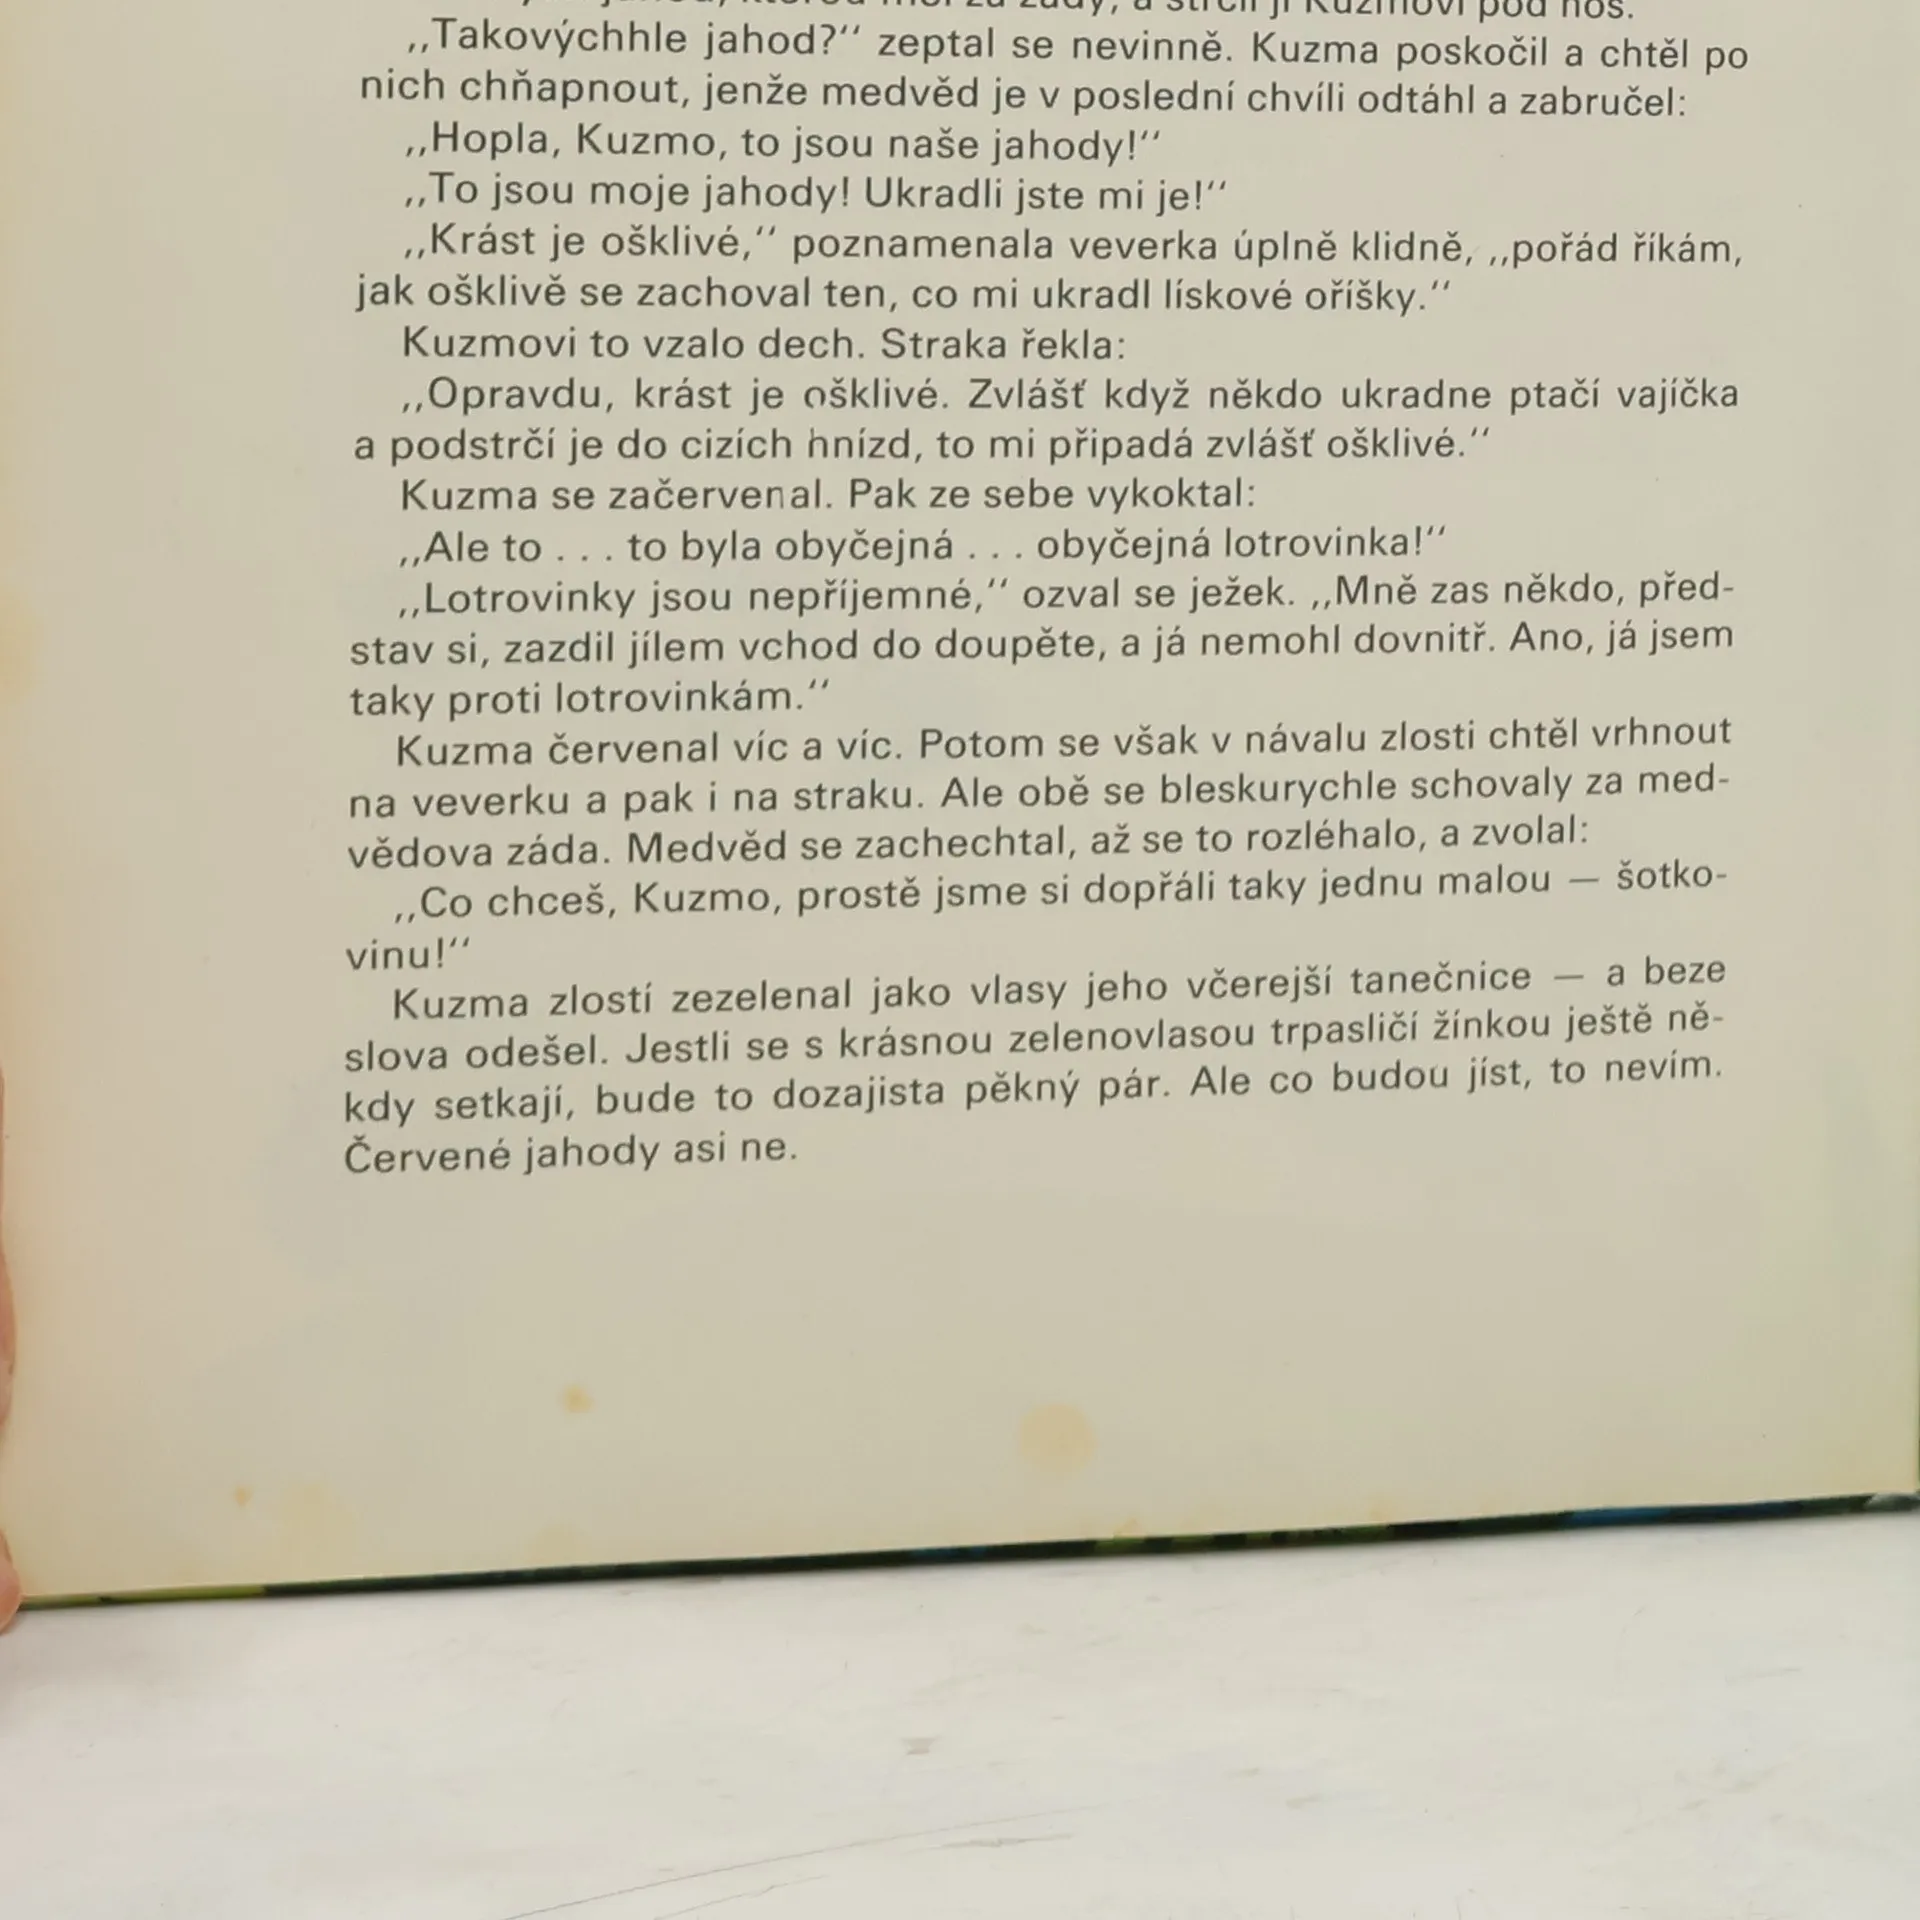 jahod, kterou měl za zády, a strčil ji Kuzmovi pod nos.
,,Takovýchhle jahod?‘‘ zeptal se nevinně. Kuzma poskočil a chtěl po
nich chňapnout, jenže medvěd je v poslední chvíli odtáhl a zabručel:
,,Hopla, Kuzmo, to jsou naše jahody!‘‘
,,To jsou moje jahody! Ukradli jste mi je!‘‘
,,Krást je ošklivé,‘‘ poznamenala veverka úplně klidně, ,,pořád říkám,
jak ošklivě se zachoval ten, co mi ukradl lískové oříšky.‘‘
Kuzmovi to vzalo dech. Straka řekla:
,,Opravdu, krást je ošklivé. Zvlášť když někdo ukradne ptačí vajíčka
a podstrčí je do cizích hnízd, to mi připadá zvlášť ošklivé.‘‘
Kuzma se začervenal. Pak ze sebe vykoktal:
,,Ale to . . . to byla obyčejná . . . obyčejná lotrovinka!‘‘
,,Lotrovinky jsou nepříjemné,‘‘ ozval se ježek. ,,Mně zas někdo, před-
stav si, zazdil jílem vchod do doupěte, a já nemohl dovnitř. Ano, já jsem
taky proti lotrovinkám.‘‘
Kuzma červenal víc a víc. Potom se však v návalu zlosti chtěl vrhnout
na veverku a pak i na straku. Ale obě se bleskurychle schovaly za med-
vědova záda. Medvěd se zachechtal, až se to rozléhalo, a zvolal:
,,Co chceš, Kuzmo, prostě jsme si dopřáli taky jednu malou — šotko-
vinu!‘‘
Kuzma zlostí zezelenal jako vlasy jeho včerejší tanečnice — a beze
slova odešel. Jestli se s krásnou zelenovlasou trpasličí žínkou ještě ně-
kdy setkají, bude to dozajista pěkný pár. Ale co budou jíst, to nevím.
Červené jahody asi ne.